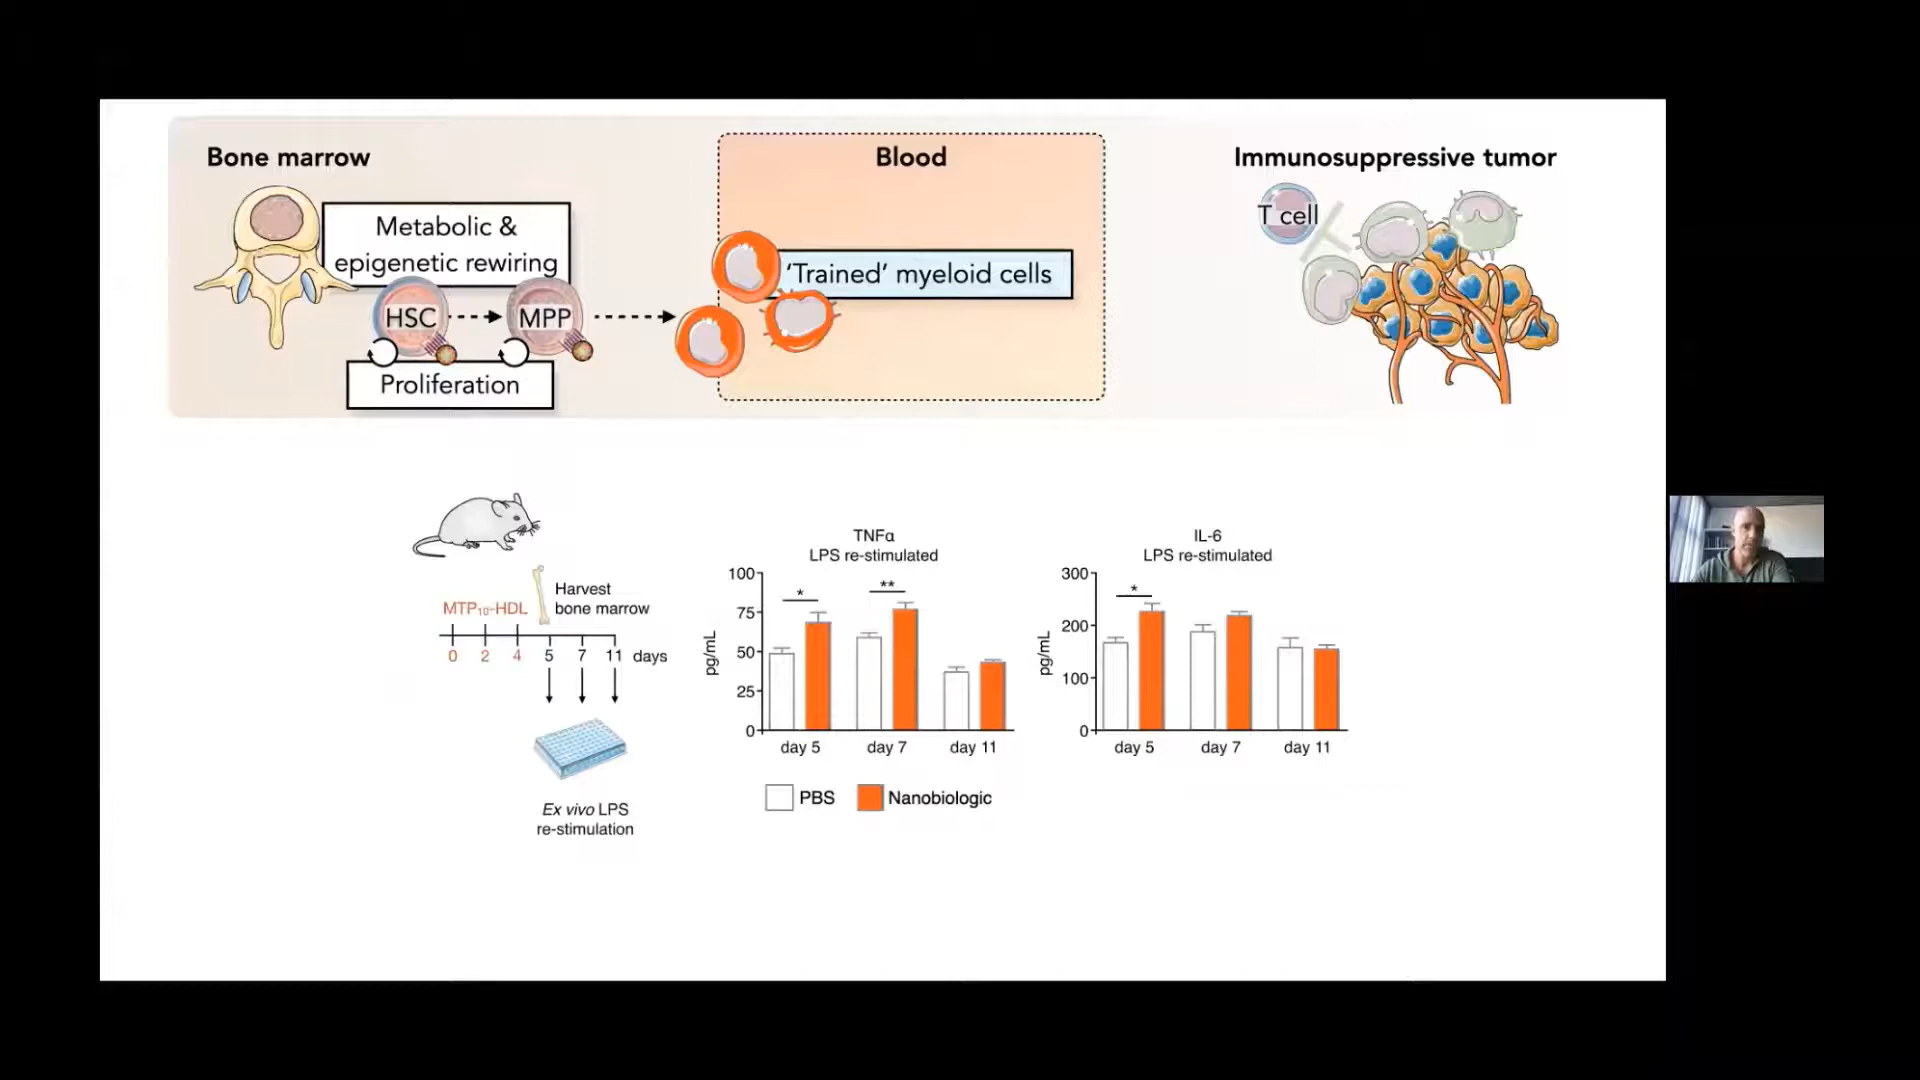 Bone marrow
Metabolic &
epigenetic rewiring
HSC
MPP
Proliferation
Blood
'Trained' myeloid cells
Immunosuppressive tumor
T cell
MTP₁₀-HDL
Harvest
bone marrow
0 2 4 5 7 11 days
Ex vivo LPS
re-stimulation
TNFα
LPS re-stimulated
100
75
50
25
0
pg/mL
*
**
day 5 day 7 day 11
IL-6
LPS re-stimulated
300
200
100
0
pg/mL
*
day 5 day 7 day 11
PBS Nanobiologic